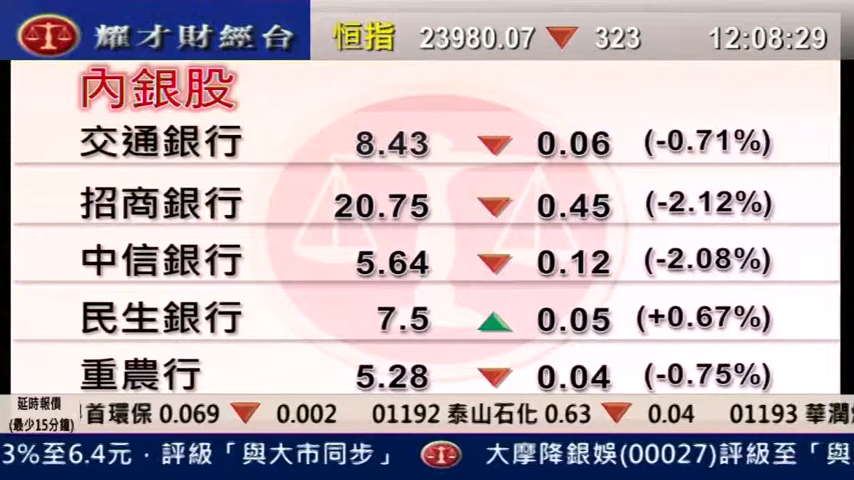 耀才財經台 恒指 23980.07 ▼ 323 12:08:29
內銀股
交通銀行 8.43 ▼ 0.06 (-0.71%)
招商銀行 20.75 ▼ 0.45 (-2.12%)
中信銀行 5.64 ▼ 0.12 (-2.08%)
民生銀行 7.5 ▲ 0.05 (+0.67%)
重農行 5.28 ▼ 0.04 (-0.75%)
延時報價
(最少15分鐘)
首環保 0.069 ▼ 0.002 01192 泰山石化 0.63 ▼ 0.04 01193 華潤
3%至6.4元．評級「與大市同步」 大摩降銀娛(00027)評級至「與